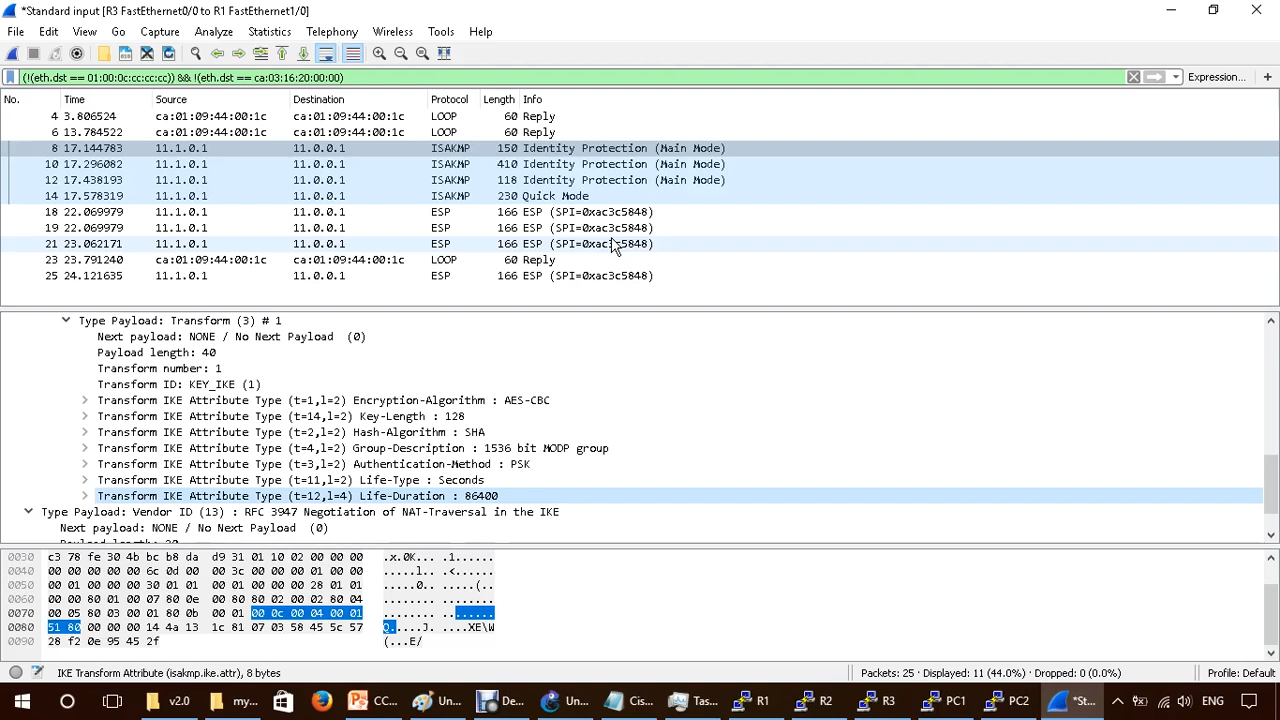 *Standard input [R3 FastEthernet0/0 to R1 FastEthernet1/0]
File Edit View Go Capture Analyze Statistics Telephony Wireless Tools Help
(!(eth.dst == 01:00:0c:cc:cc:cc)) && !(eth.dst == ca:03:16:20:00:00) Expression... +
No. Time Source Destination Protocol Length Info
4 3.806524 ca:01:09:44:00:1c ca:01:09:44:00:1c LOOP 60 Reply
6 13.784522 ca:01:09:44:00:1c ca:01:09:44:00:1c LOOP 60 Reply
8 17.144783 11.1.0.1 11.0.0.1 ISAKMP 150 Identity Protection (Main Mode)
10 17.296082 11.1.0.1 11.0.0.1 ISAKMP 410 Identity Protection (Main Mode)
12 17.438193 11.1.0.1 11.0.0.1 ISAKMP 118 Identity Protection (Main Mode)
14 17.578319 11.1.0.1 11.0.0.1 ISAKMP 230 Quick Mode
18 22.069979 11.1.0.1 11.0.0.1 ESP 166 ESP (SPI=0xac3c5848)
19 22.069979 11.1.0.1 11.0.0.1 ESP 166 ESP (SPI=0xac3c5848)
21 23.062171 11.1.0.1 11.0.0.1 ESP 166 ESP (SPI=0xac3c5848)
23 23.791240 ca:01:09:44:00:1c ca:01:09:44:00:1c LOOP 60 Reply
25 24.121635 11.1.0.1 11.0.0.1 ESP 166 ESP (SPI=0xac3c5848)
Type Payload: Transform (3) # 1
Next payload: NONE / No Next Payload (0)
Payload length: 40
Transform number: 1
Transform ID: KEY_IKE (1)
Transform IKE Attribute Type (t=1,l=2) Encryption-Algorithm : AES-CBC
Transform IKE Attribute Type (t=14,l=2) Key-Length : 128
Transform IKE Attribute Type (t=2,l=2) Hash-Algorithm : SHA
Transform IKE Attribute Type (t=4,l=2) Group-Description : 1536 bit MODP group
Transform IKE Attribute Type (t=3,l=2) Authentication-Method : PSK
Transform IKE Attribute Type (t=11,l=2) Life-Type : Seconds
Transform IKE Attribute Type (t=12,l=4) Life-Duration : 86400
Type Payload: Vendor ID (13) : RFC 3947 Negotiation of NAT-Traversal in the IKE
Next payload: NONE / No Next Payload (0)
0030 c3 78 fe 30 4b bc b8 da d9 31 01 10 02 00 00 00 .x.0K... .1......
0040 00 00 00 00 6c 0d 00 00 3c 00 00 00 01 00 00 ....l.. .<......
0050 00 01 00 00 00 30 01 01 00 01 00 00 00 28 01 01 .....0.. .....(..
0060 00 00 80 01 00 07 80 0e 00 80 80 02 00 02 80 04 ........ ........
0070 00 05 80 03 00 01 80 0b 00 01 00 0c 00 04 00 01 ........ ........
0080 51 80 00 00 00 14 4a 13 1c 81 07 03 58 45 5c 57 Q.....J. ....XE\W
0090 28 f2 0e 95 45 2f (...E/
IKE Transform Attribute (isakmp.ike.attr), 8 bytes Packets: 25 · Displayed: 11 (44.0%) · Dropped: 0 (0.0%) Profile: Default
v2.0 my... CC... Un... De... Un... Cis... Tas... R1 R2 R3 PC1 PC2 *St... ENG